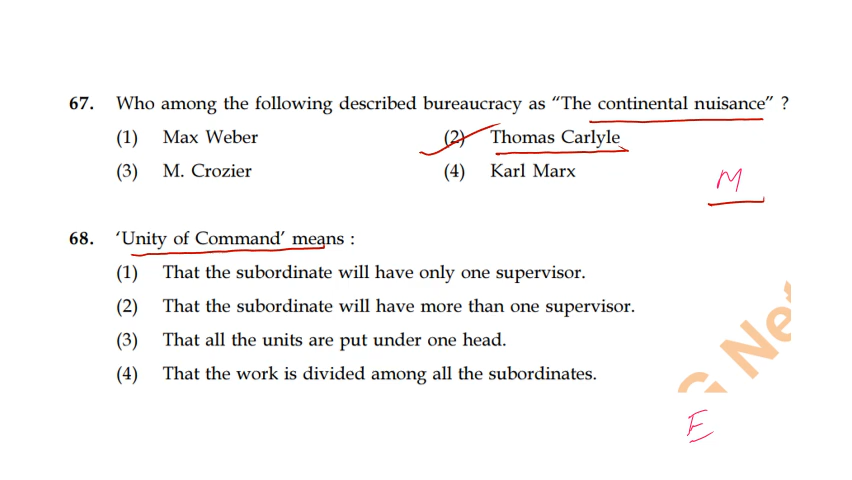 67. Who among the following described bureaucracy as “The continental nuisance” ?
(1) Max Weber (2) Thomas Carlyle
(3) M. Crozier (4) Karl Marx
M
68. ‘Unity of Command’ means :
(1) That the subordinate will have only one supervisor.
(2) That the subordinate will have more than one supervisor.
(3) That all the units are put under one head.
(4) That the work is divided among all the subordinates.
E